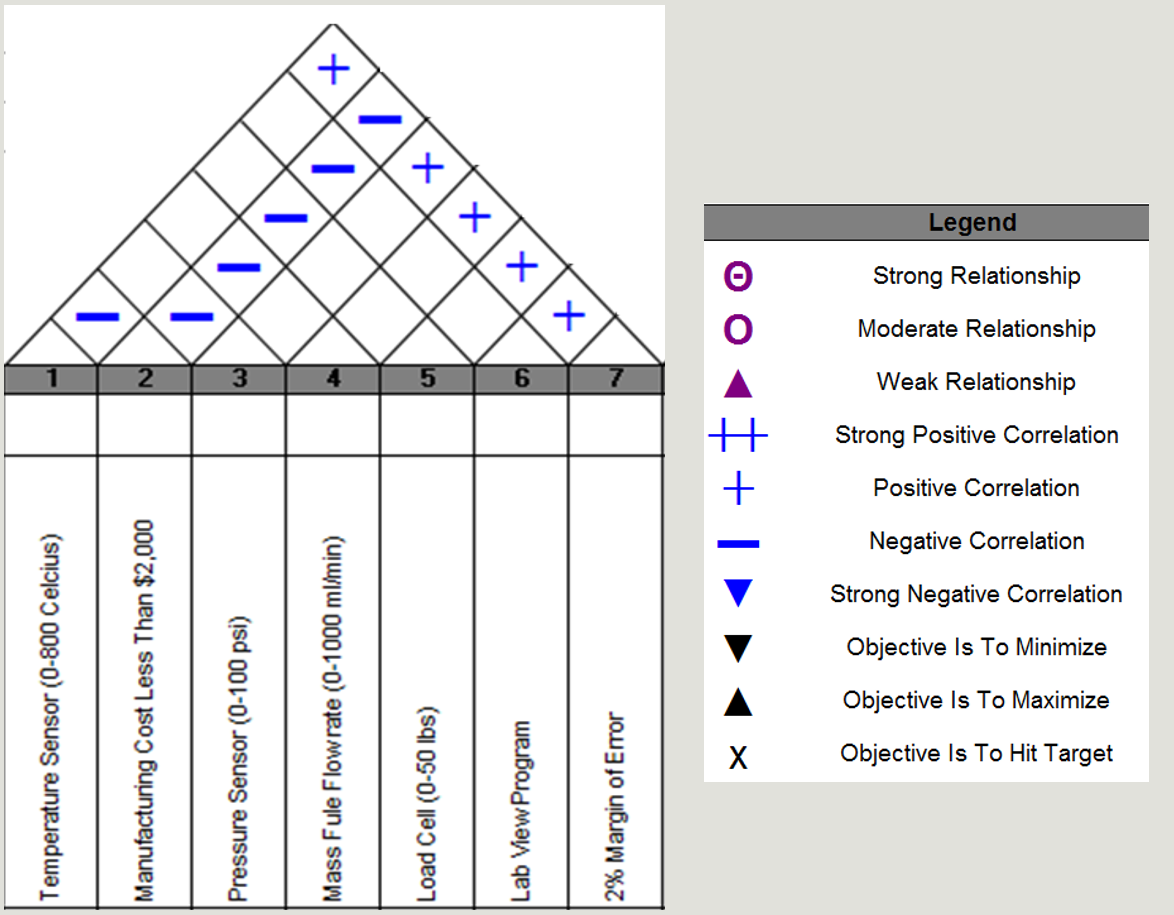 1 2 3 4 5 6 7
Temperature Sensor (0-800 Celcius)
Manufacturing Cost Less Than $2,000
Pressure Sensor (0-100 psi)
Mass Fule Flowrate (0-1000 ml/min)
Load Cell (0-50 lbs)
Lab View Program
2% Margin of Error
Legend
Strong Relationship
Moderate Relationship
Weak Relationship
Strong Positive Correlation
Positive Correlation
Negative Correlation
Strong Negative Correlation
Objective Is To Minimize
Objective Is To Maximize
x Objective Is To Hit Target